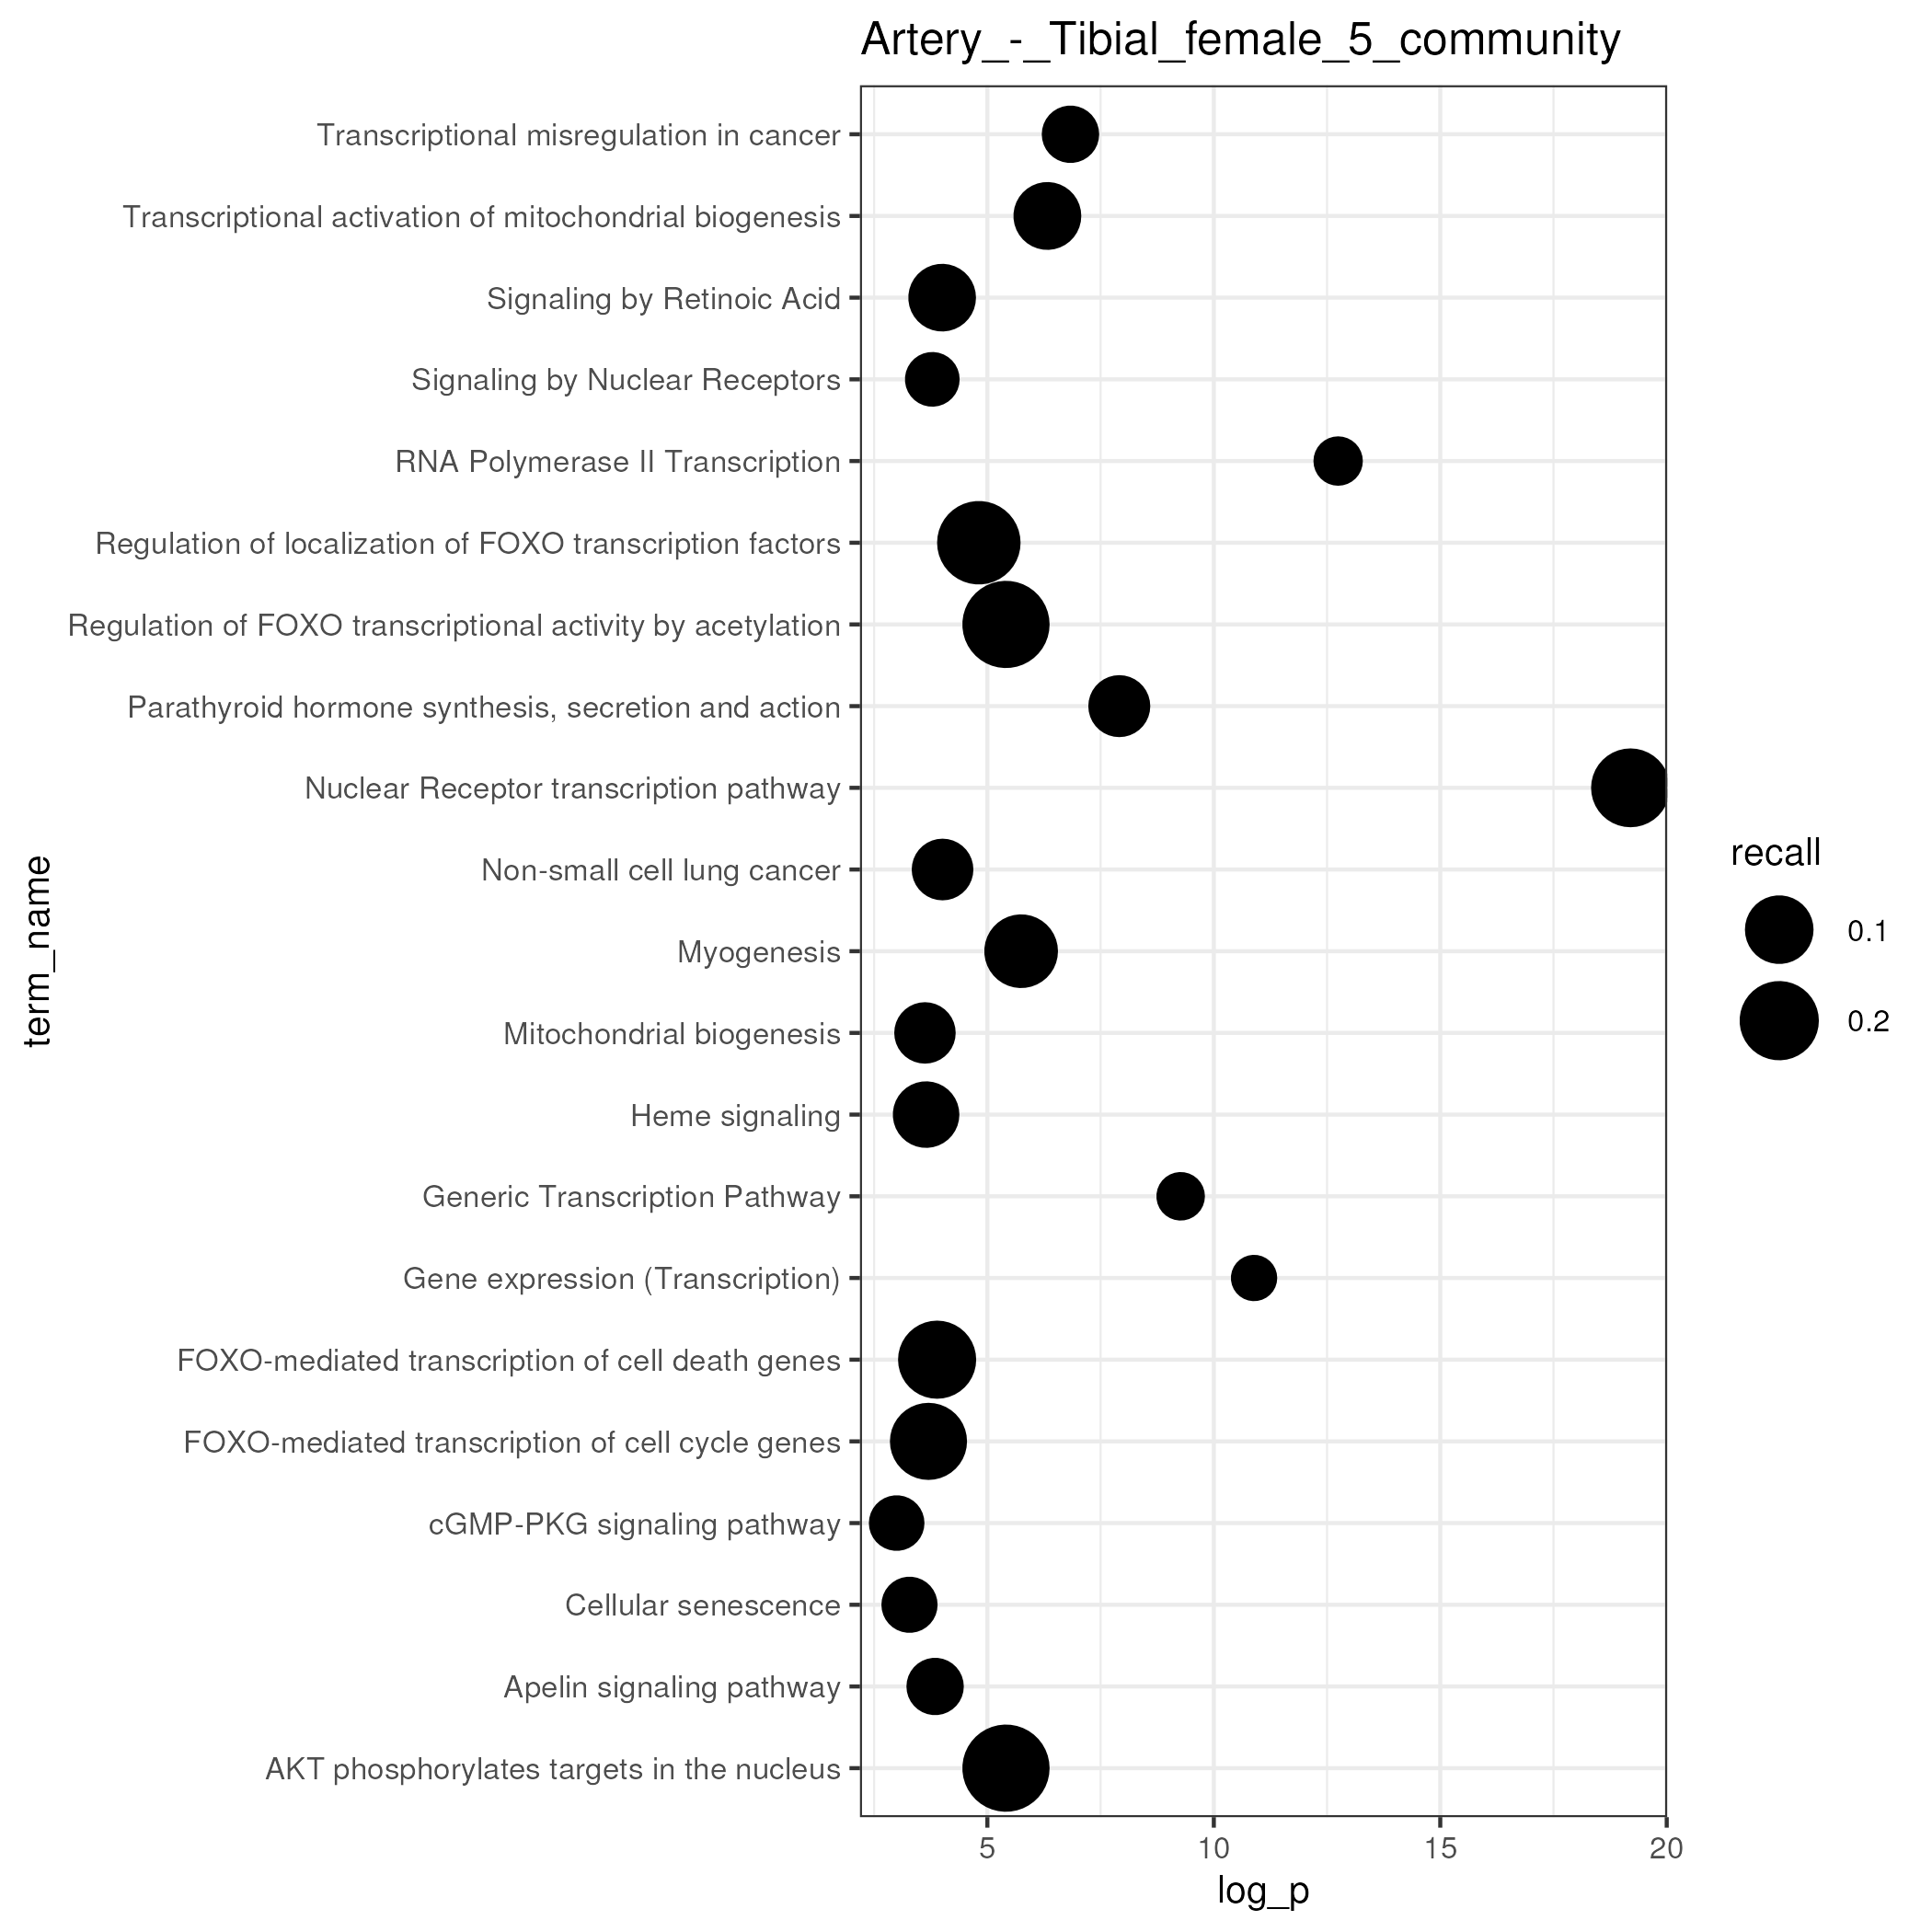 Artery_-_Tibial_female_5_community
Transcriptional misregulation in cancer
Transcriptional activation of mitochondrial biogenesis
Signaling by Retinoic Acid
Signaling by Nuclear Receptors
RNA Polymerase II Transcription
Regulation of localization of FOXO transcription factors
Regulation of FOXO transcriptional activity by acetylation
Parathyroid hormone synthesis, secretion and action
Nuclear Receptor transcription pathway
Non-small cell lung cancer
Myogenesis
Mitochondrial biogenesis
Heme signaling
Generic Transcription Pathway
Gene expression (Transcription)
FOXO-mediated transcription of cell death genes
FOXO-mediated transcription of cell cycle genes
cGMP-PKG signaling pathway
Cellular senescence
Apelin signaling pathway
AKT phosphorylates targets in the nucleus
term_name
5 10 15 20
log_p
recall
0.1
0.2